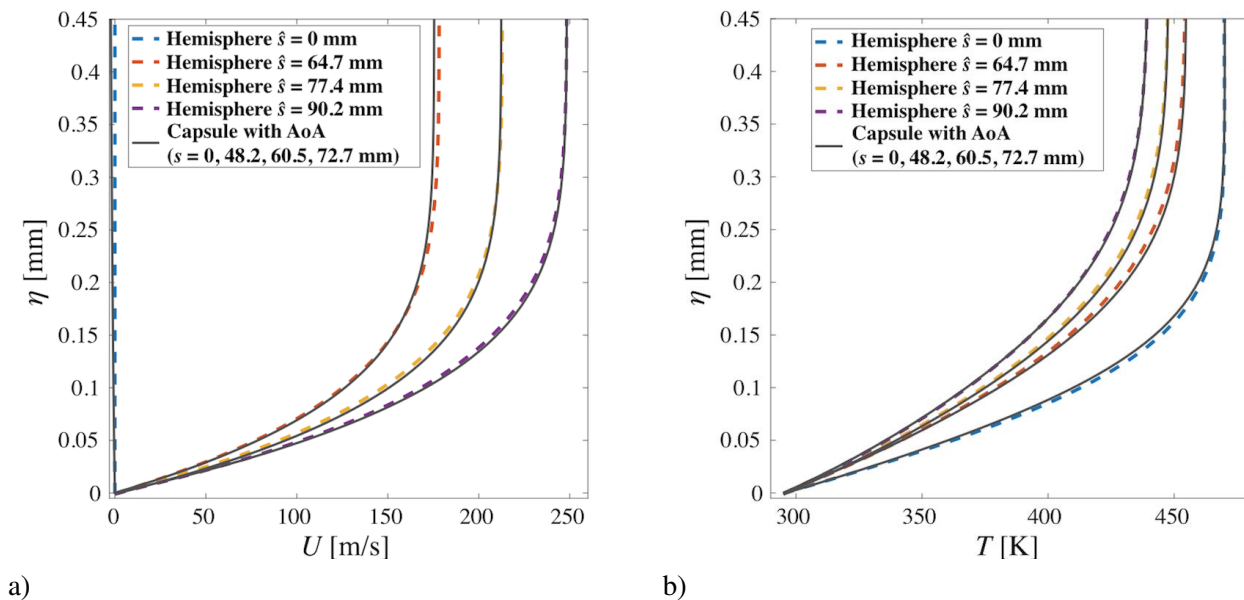 0.45
0.4
0.35
0.3
0.25
0.2
0.15
0.1
0.05
0
η [mm]
Hemisphere ŝ = 0 mm
Hemisphere ŝ = 64.7 mm
Hemisphere ŝ = 77.4 mm
Hemisphere ŝ = 90.2 mm
Capsule with AoA
(s = 0, 48.2, 60.5, 72.7 mm)
0 50 100 150 200 250
U [m/s]
a)
0.45
0.4
0.35
0.3
0.25
0.2
0.15
0.1
0.05
0
η [mm]
Hemisphere ŝ = 0 mm
Hemisphere ŝ = 64.7 mm
Hemisphere ŝ = 77.4 mm
Hemisphere ŝ = 90.2 mm
Capsule with AoA
(s = 0, 48.2, 60.5, 72.7 mm)
300 350 400 450
T [K]
b)